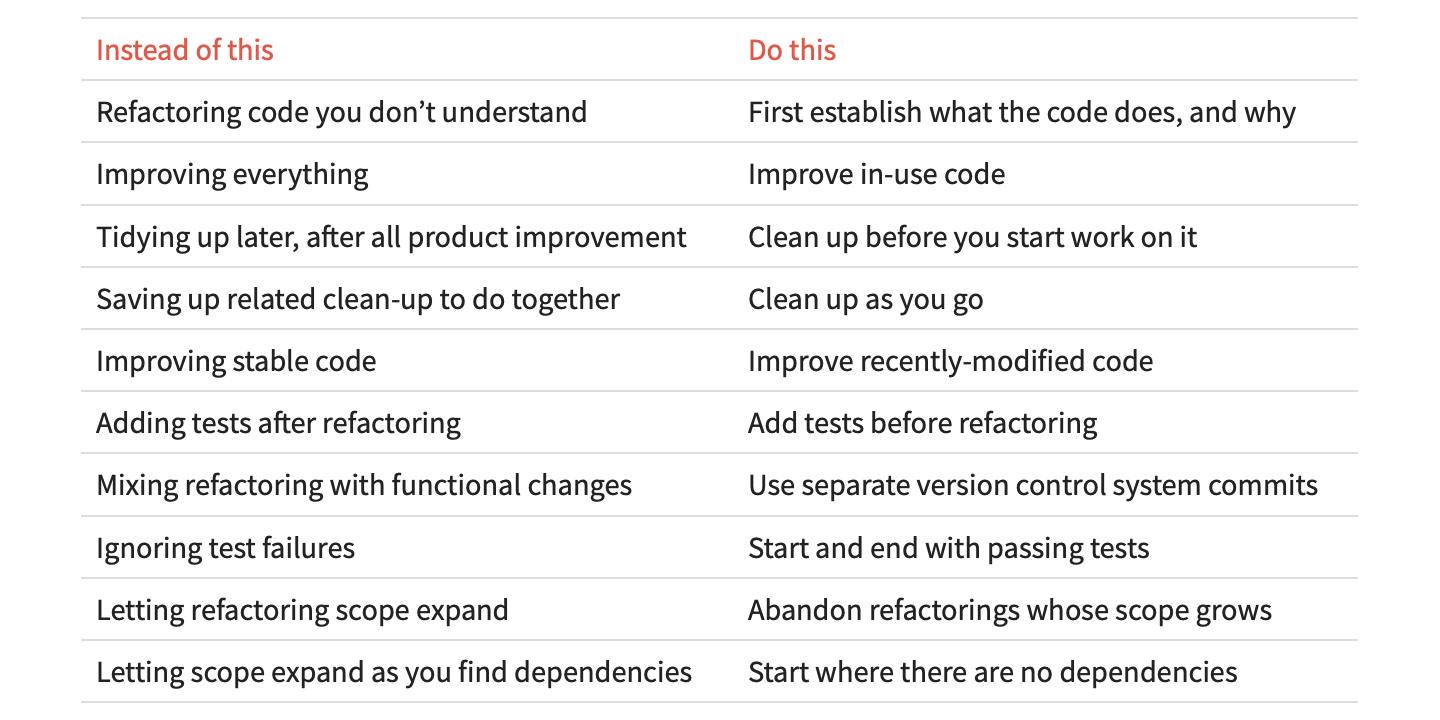 Instead of this Do this
Refactoring code you don’t understand First establish what the code does, and why
Improving everything Improve in-use code
Tidying up later, after all product improvement Clean up before you start work on it
Saving up related clean-up to do together Clean up as you go
Improving stable code Improve recently-modified code
Adding tests after refactoring Add tests before refactoring
Mixing refactoring with functional changes Use separate version control system commits
Ignoring test failures Start and end with passing tests
Letting refactoring scope expand Abandon refactorings whose scope grows
Letting scope expand as you find dependencies Start where there are no dependencies